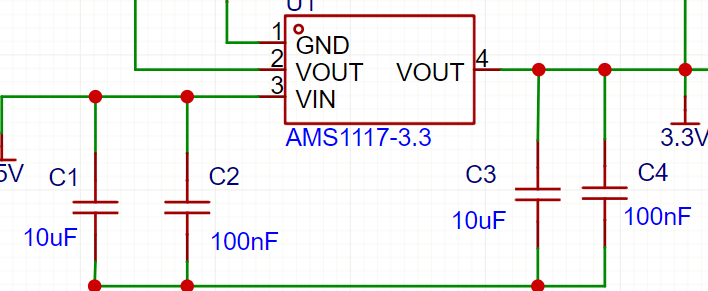 U1
1
GND
2
VOUT
VOUT
4
3
VIN
AMS1117-3.3
3.3V
5V
C1
C2
C3
C4
10uF
100nF
10uF
100nF